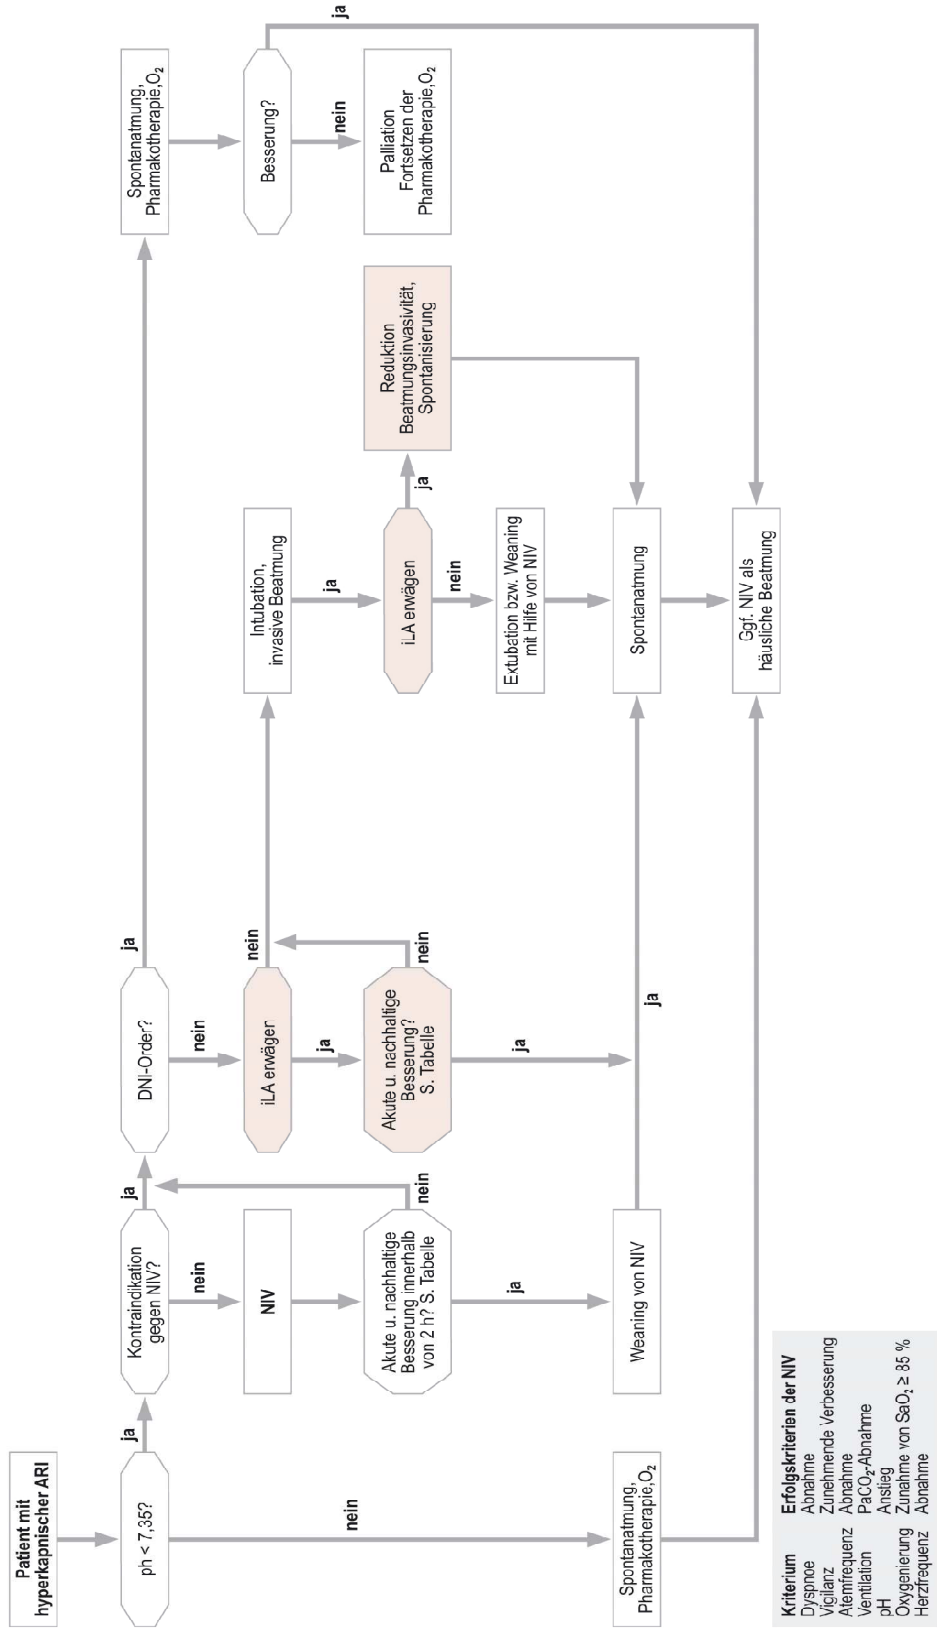 Patient mit
hyperkapnischer ARI
ph < 7,35?
ja
nein
Spontanatmung,
Pharmakotherapie,O₂
Kontraindikation
gegen NIV?
ja
nein
NIV
Akute u. nachhaltige
Besserung innerhalb
von 2 h? S. Tabelle
nein
ja
Weaning von NIV
DNI-Order?
ja
nein
iLA erwägen
nein
ja
Akute u. nachhaltige
Besserung?
S. Tabelle
nein
ja
ja
Intubation,
invasive Beatmung
ja
iLA erwägen
ja
nein
Extubation bzw. Weaning
mit Hilfe von NIV
Reduktion
Beatmungsinvasivität,
Spontanisierung
Spontanatmung
Ggf. NIV als
häusliche Beatmung
Spontanatmung,
Pharmakotherapie,O₂
Besserung?
ja
nein
Palliation
Fortsetzen der
Pharmakotherapie,O₂
Kriterium Erfolgskriterien der NIV
Dyspnoe Abnahme
Vigilanz Zunehmende Verbesserung
Atemfrequenz Abnahme
Ventilation PaCO₂-Abnahme
pH Anstieg
Oxygenierung Zunahme von SaO₂ ≥ 85 %
Herzfrequenz Abnahme